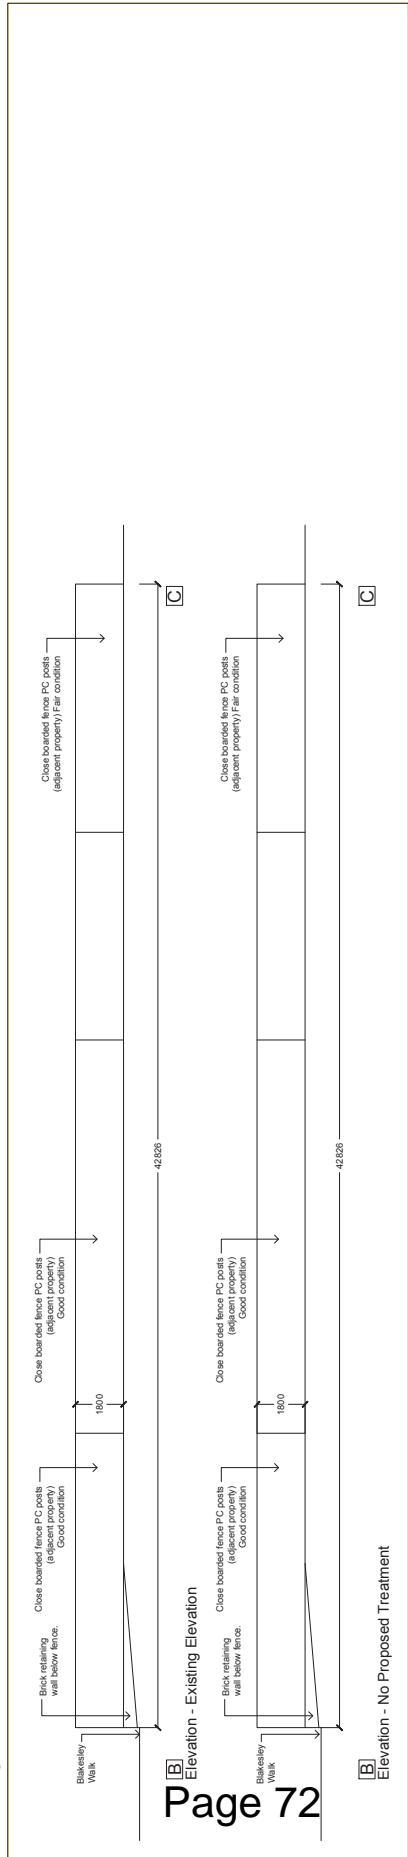 Blakesley
Walk
Brick retaining
wall below fence.
Close boarded fence PC posts
(adjacent property)
Good condition
1800
Close boarded fence PC posts
(adjacent property)
Good condition
Close boarded fence PC posts
(adjacent property) Fair condition
42826
B
C
Elevation - Existing Elevation
Blakesley
Walk
Brick retaining
wall below fence.
Close boarded fence PC posts
(adjacent property)
Good condition
1800
Close boarded fence PC posts
(adjacent property)
Good condition
Close boarded fence PC posts
(adjacent property) Fair condition
42826
B
C
Elevation - No Proposed Treatment
Page 72